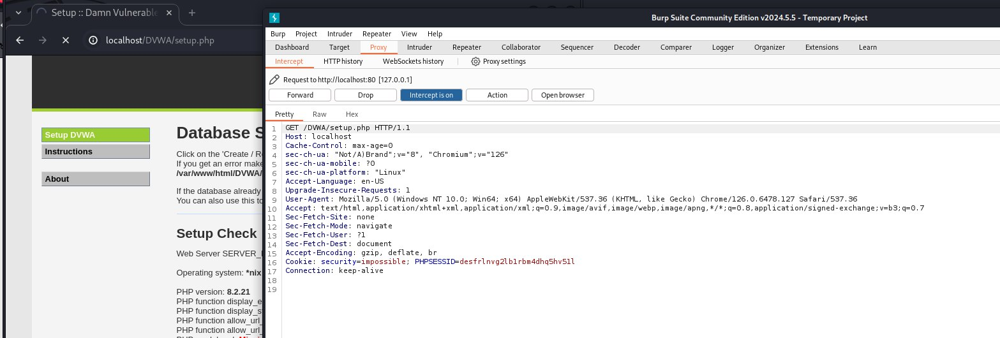 Setup :: Damn Vulnerable
localhost/DVWA/setup.php
Setup DVWA
Instructions
About
Database S
Click on the 'Create / R
If you get an error make
/var/www/html/DVWA/
If the database already
You can also use this to
Setup Check
Web Server SERVER_
Operating system: *nix
PHP version: 8.2.21
PHP function display_e
PHP function display_s
PHP function allow_url_
PHP function allow_url_
Burp Suite Community Edition v2024.5.5 - Temporary Project
Burp Project Intruder Repeater View Help
Dashboard Target Proxy Intruder Repeater Collaborator Sequencer Decoder Comparer Logger Organizer Extensions Learn
Intercept HTTP history WebSockets history Proxy settings
Request to http://localhost:80 [127.0.0.1]
Forward Drop Intercept is on Action Open browser
Pretty Raw Hex
1 GET /DVWA/setup.php HTTP/1.1
2 Host: localhost
3 Cache-Control: max-age=0
4 sec-ch-ua: "Not/A)Brand";v="8", "Chromium";v="126"
5 sec-ch-ua-mobile: ?0
6 sec-ch-ua-platform: "Linux"
7 Accept-Language: en-US
8 Upgrade-Insecure-Requests: 1
9 User-Agent: Mozilla/5.0 (Windows NT 10.0; Win64; x64) AppleWebKit/537.36 (KHTML, like Gecko) Chrome/126.0.6478.127 Safari/537.36
10 Accept: text/html,application/xhtml+xml,application/xml;q=0.9,image/avif,image/webp,image/apng,*/*;q=0.8,application/signed-exchange;v=b3;q=0.7
11 Sec-Fetch-Site: none
12 Sec-Fetch-Mode: navigate
13 Sec-Fetch-User: ?1
14 Sec-Fetch-Dest: document
15 Accept-Encoding: gzip, deflate, br
16 Cookie: security=impossible; PHPSESSID=desfrlnvg2lb1rbm4dhq5hv51l
17 Connection: keep-alive
18
19